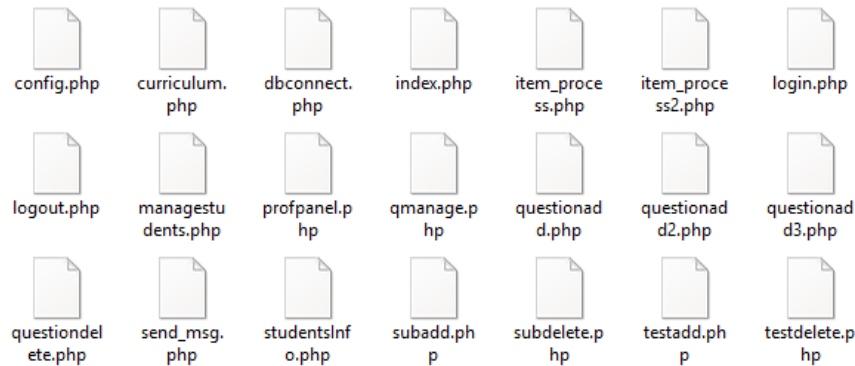 config.php
curriculum.
php
dbconnect.
php
index.php
item_proce
ss.php
item_proce
ss2.php
login.php
logout.php
managestu
dents.php
profpanel.p
hp
qmanage.p
hp
questionad
d.php
questionad
d2.php
questionad
d3.php
questiondel
ete.php
send_msg.
php
studentsInf
o.php
subadd.ph
p
subdelete.p
hp
testadd.ph
p
testdelete.p
hp